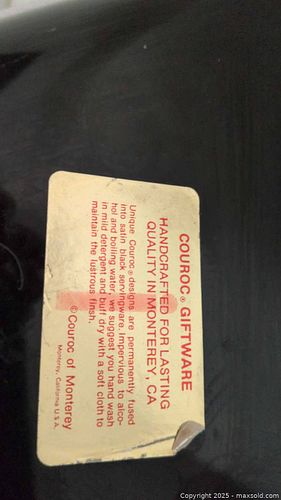 COUROC® GIFTWARE
HANDCRAFTED FOR LASTING
QUALITY IN MONTEREY, CA
Unique Couroc® designs are permanently fused
into satin black servingware. Impervious to alco-
hol and boiling water, we suggest you hand wash
in mild detergent and buff dry with a soft cloth to
maintain the lustrous finsh.
©Couroc of Monterey
Monterey, California U.S.A.
Copyright 2025 - maxsold.com